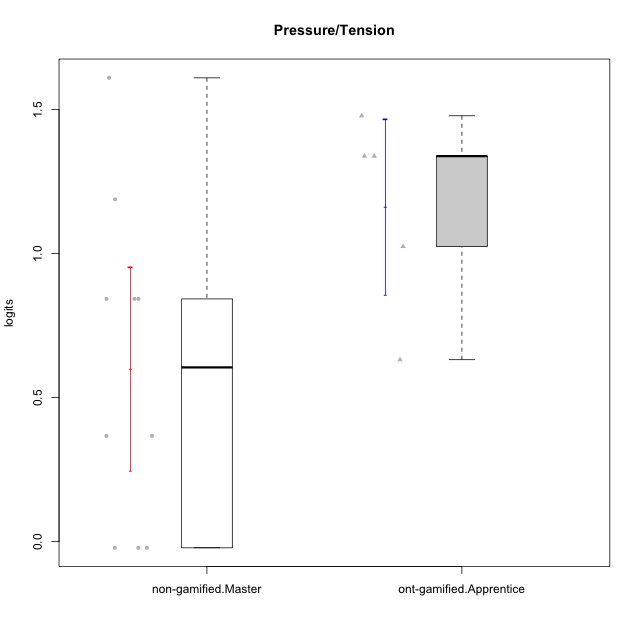 Pressure/Tension
logits
1.5
1.0
0.5
0.0
non-gamified.Master
ont-gamified.Apprentice